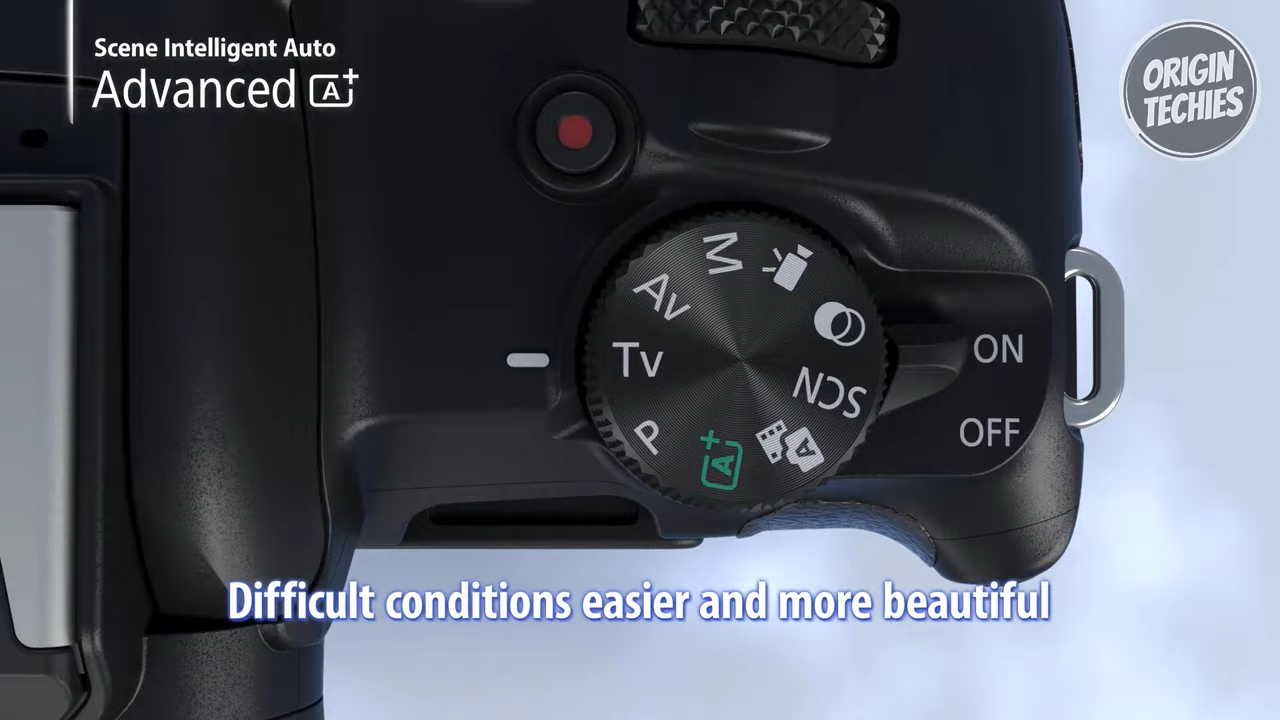 Scene Intelligent Auto
Advanced A+
ORIGIN
TECHIES
M
Av
Tv
P
A+
A
SCN
ON
OFF
Difficult conditions easier and more beautiful